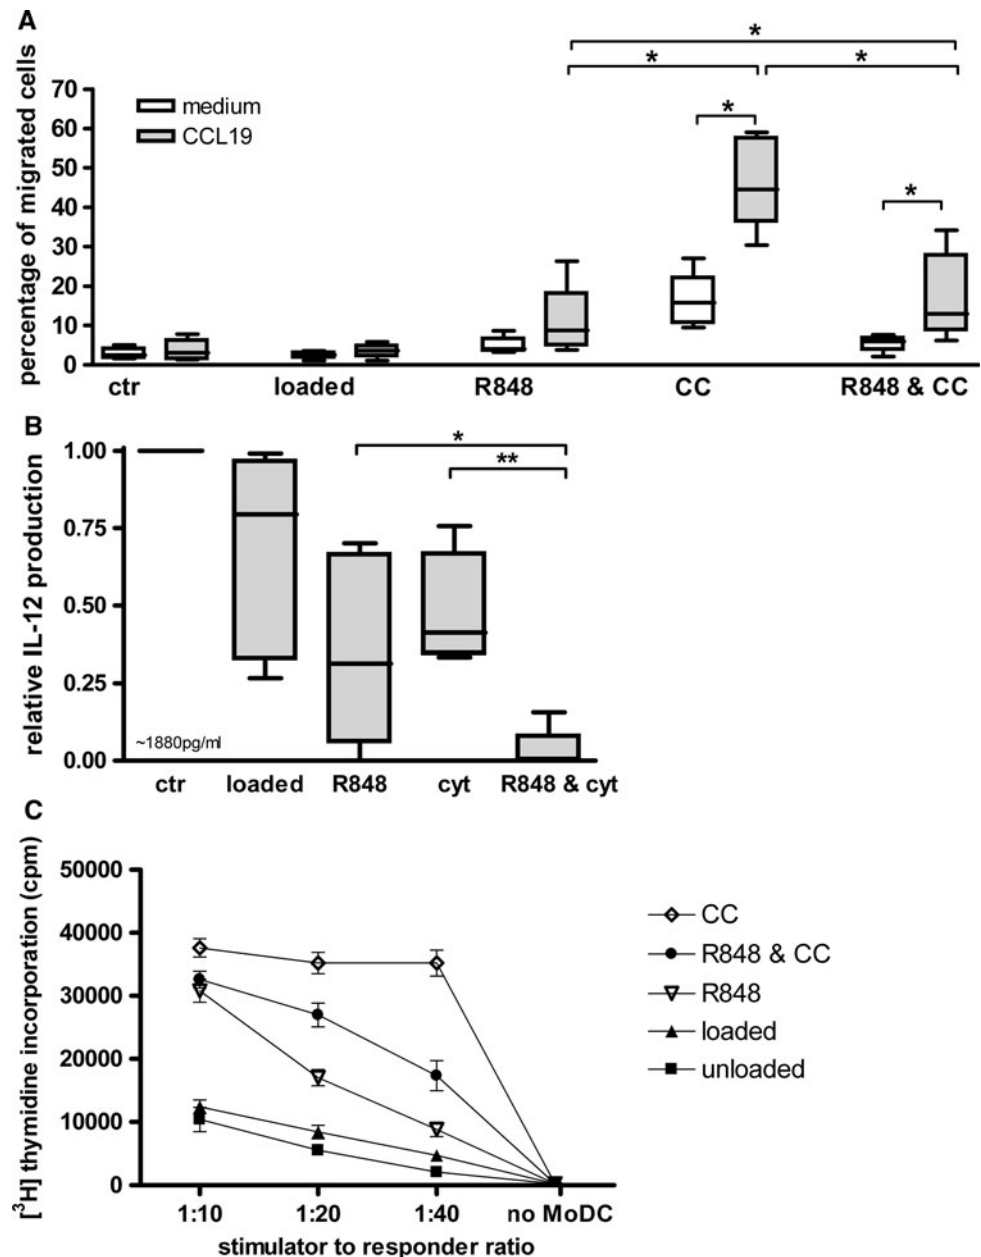 A
* 
* *
70
medium
*
60
CCL19
50
*
40
30
20
10
0
percentage of migrated cells
ctr loaded R848 CC R848 & CC
B
1.00
*
**
0.75
0.50
0.25
~1880pg/ml
0.00
relative IL-12 production
ctr loaded R848 cyt R848 & cyt
C
50000
40000
30000
20000
10000
0
[³H] thymidine incorporation (cpm)
CC
R848 & CC
R848
loaded
unloaded
1:10 1:20 1:40 no MoDC
stimulator to responder ratio